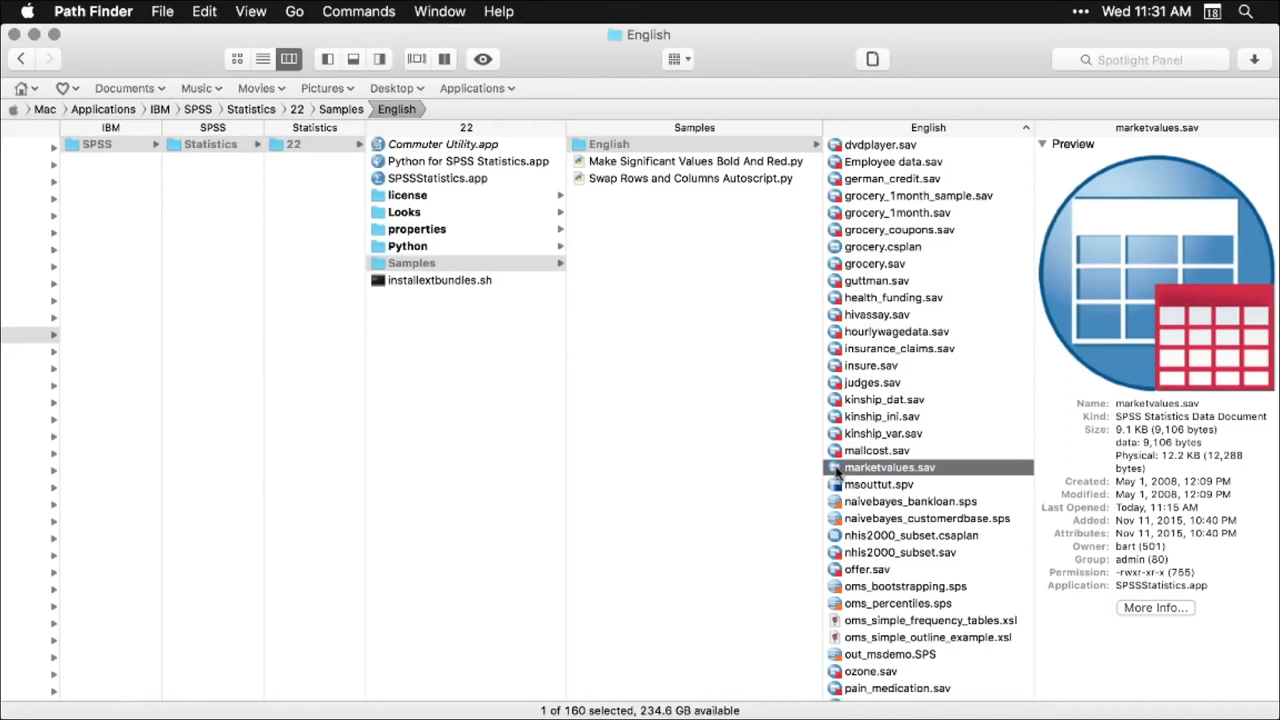 Path Finder File Edit View Go Commands Window Help ••• Wed 11:31 AM 18
English
Spotlight Panel
Documents Music Movies Pictures Desktop Applications
Mac Applications IBM SPSS Statistics 22 Samples English
IBM SPSS Statistics 22 Samples English marketvalues.sav
SPSS
Statistics
22
Commuter Utility.app
Python for SPSS Statistics.app
SPSSStatistics.app
license
Looks
properties
Python
Samples
installextbundles.sh
English
Make Significant Values Bold And Red.py
Swap Rows and Columns Autoscript.py
dvdplayer.sav
Employee data.sav
german_credit.sav
grocery_1month_sample.sav
grocery_1month.sav
grocery_coupons.sav
grocery.csplan
grocery.sav
guttman.sav
health_funding.sav
hivassay.sav
hourlywagedata.sav
insurance_claims.sav
insure.sav
judges.sav
kinship_dat.sav
kinship_ini.sav
kinship_var.sav
mallcost.sav
marketvalues.sav
msouttut.spv
naivebayes_bankloan.sps
naivebayes_customerdbase.sps
nhis2000_subset.csaplan
nhis2000_subset.sav
offer.sav
oms_bootstrapping.sps
oms_percentiles.sps
oms_simple_frequency_tables.xsl
oms_simple_outline_example.xsl
out_msdemo.SPS
ozone.sav
pain_medication.sav
Preview
Name: marketvalues.sav
Kind: SPSS Statistics Data Document
Size: 9.1 KB (9,106 bytes)
data: 9,106 bytes
Physical: 12.2 KB (12,288
bytes)
Created: May 1, 2008, 12:09 PM
Modified: May 1, 2008, 12:09 PM
Last Opened: Today, 11:15 AM
Added: Nov 11, 2015, 10:40 PM
Attributes: Nov 11, 2015, 10:40 PM
Owner: bart (501)
Group: admin (80)
Permission: -rwxr-xr-x (755)
Application: SPSSStatistics.app
More Info...
1 of 160 selected, 234.6 GB available